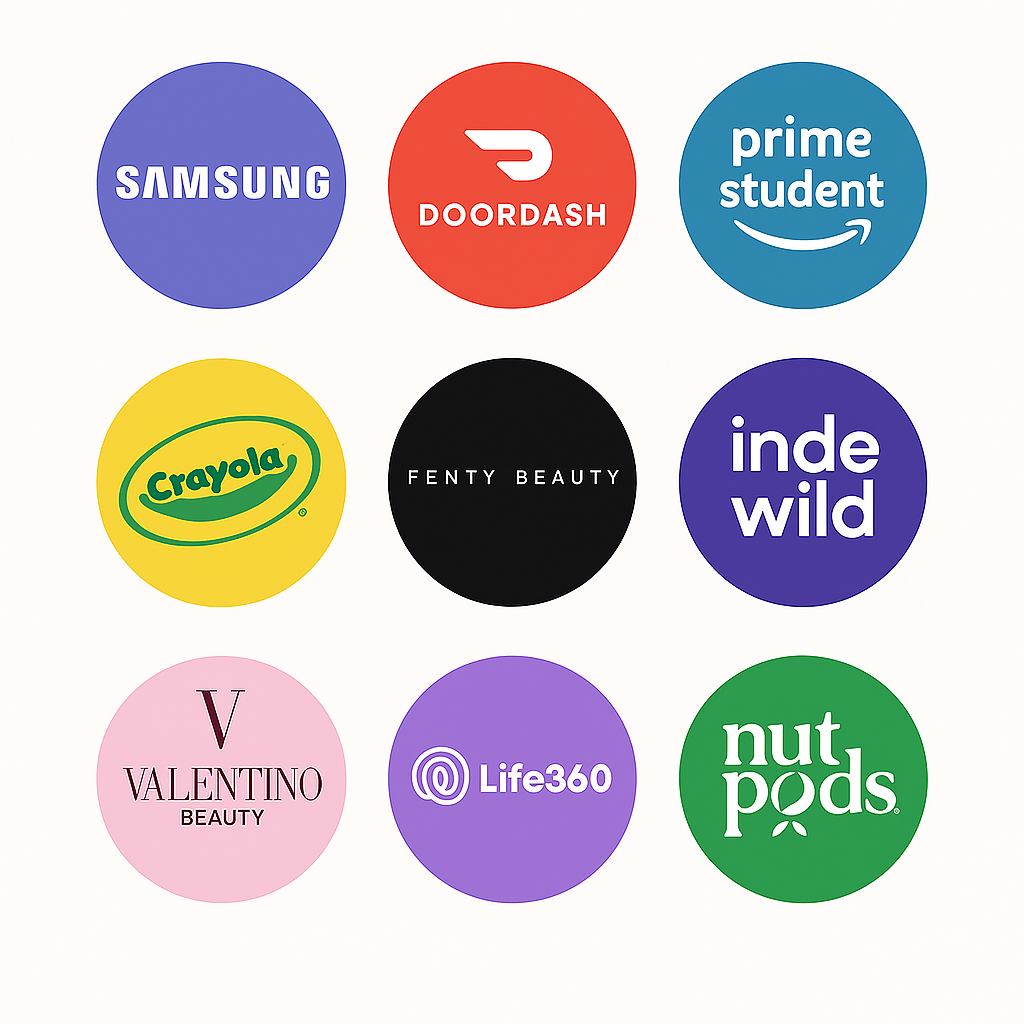 SAMSUNG
DOORDASH
prime
student
Crayola
®
FENTY BEAUTY
inde
wild
V
VALENTINO
BEAUTY
Life360
nut
pods®